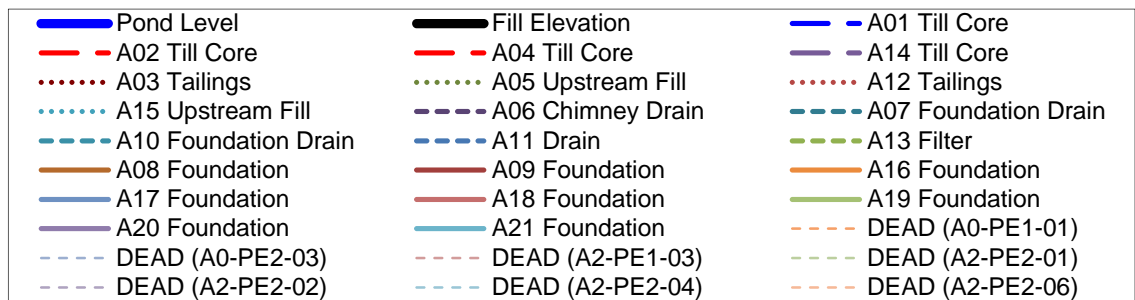 Pond Level Fill Elevation A01 Till Core
A02 Till Core A04 Till Core A14 Till Core
A03 Tailings A05 Upstream Fill A12 Tailings
A15 Upstream Fill A06 Chimney Drain A07 Foundation Drain
A10 Foundation Drain A11 Drain A13 Filter
A08 Foundation A09 Foundation A16 Foundation
A17 Foundation A18 Foundation A19 Foundation
A20 Foundation A21 Foundation DEAD (A0-PE1-01)
DEAD (A0-PE2-03) DEAD (A2-PE1-03) DEAD (A2-PE2-01)
DEAD (A2-PE2-02) DEAD (A2-PE2-04) DEAD (A2-PE2-06)